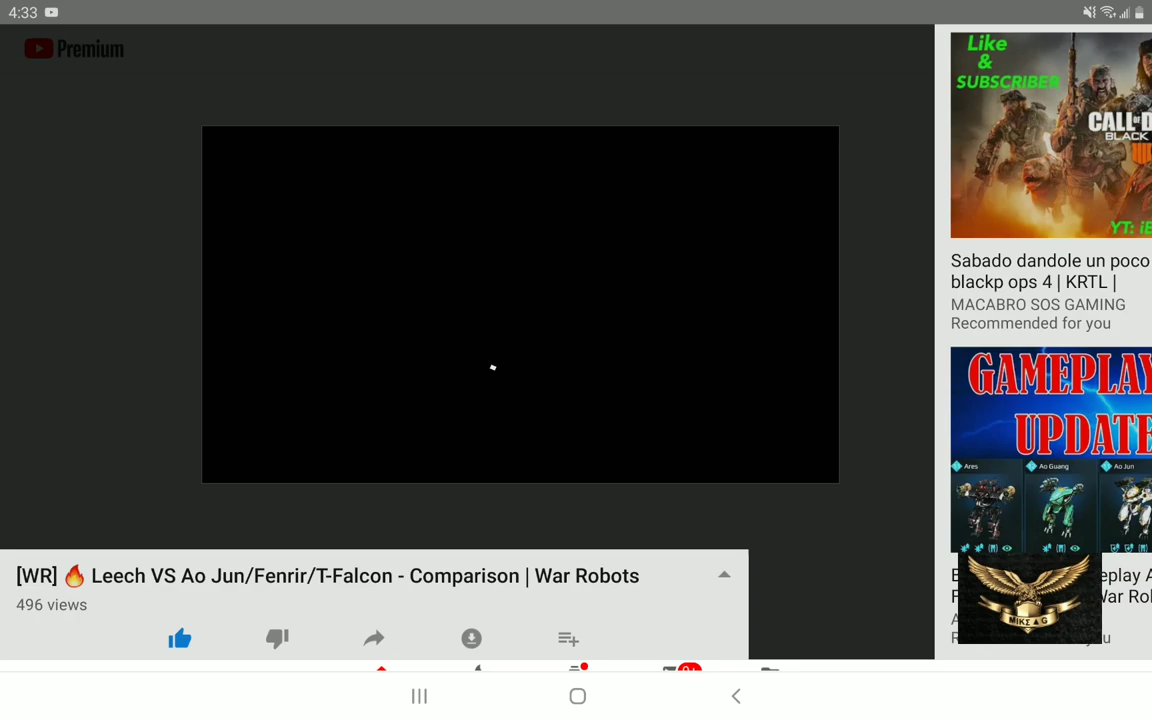 4:33
Premium
Like
&
SUBSCRIBER
CALL OF D
BLACK
YT: iE
Sabado dandole un poco
blackp ops 4 | KRTL |
MACABRO SOS GAMING
Recommended for you
GAMEPLAY
UPDATE
Ares
Ao Guang
Ao Jun
eplay A
MIKE A G
[WR] 🔥 Leech VS Ao Jun/Fenrir/T-Falcon - Comparison | War Robots
496 views